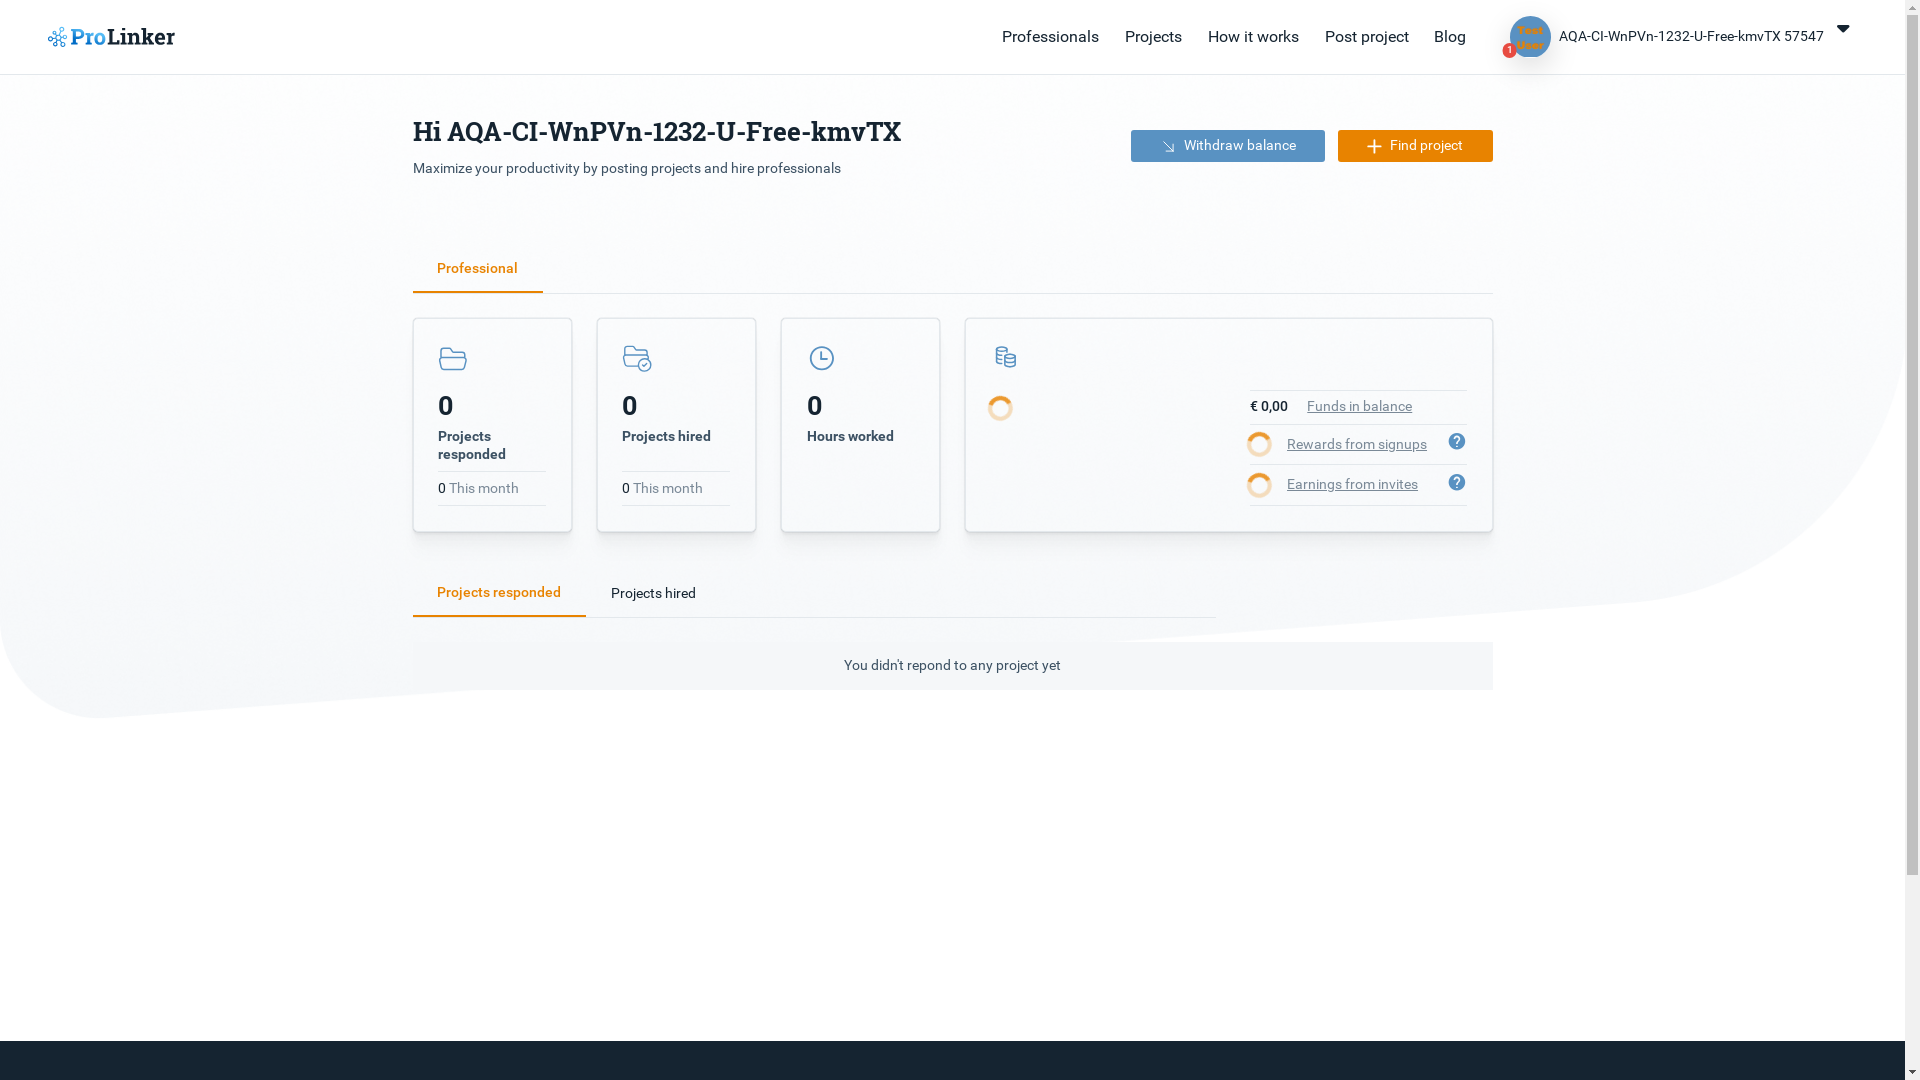 ProLinker
Professionals
Projects
How it works
Post project
Blog
Test
User
1
AQA-CI-WnPVn-1232-U-Free-kmvTX 57547
Hi AQA-CI-WnPVn-1232-U-Free-kmvTX
Maximize your productivity by posting projects and hire professionals
Withdraw balance
Find project
Professional
0
Projects
responded
0 This month
0
Projects hired
0 This month
0
Hours worked
€ 0,00 Funds in balance
Rewards from signups ?
Earnings from invites ?
Projects responded
Projects hired
You didn't repond to any project yet